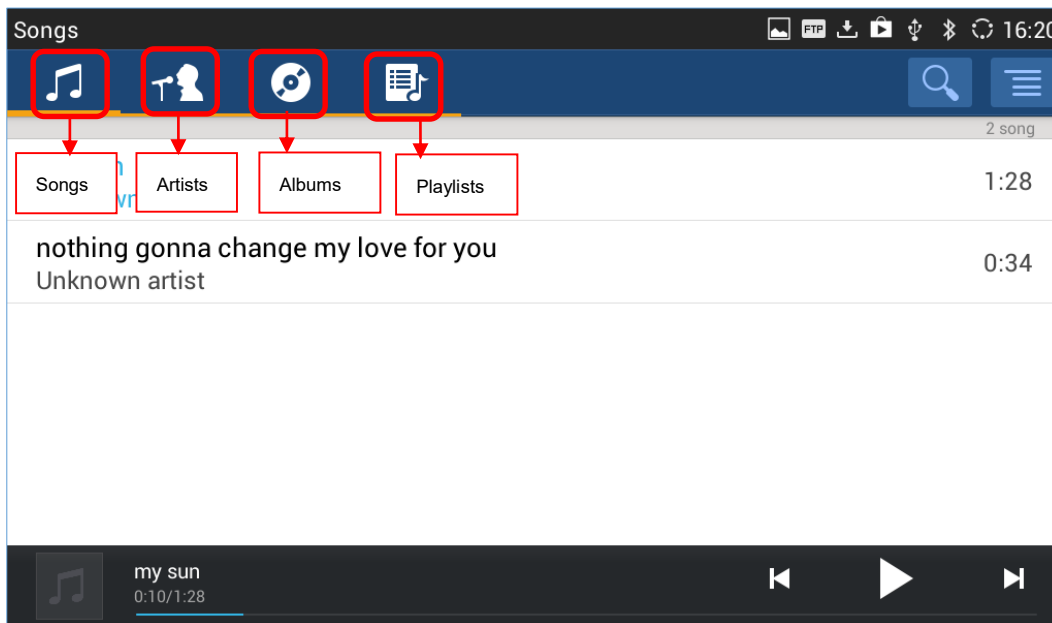 Songs
FTP
16:20
2 song
Songs
Artists
Albums
Playlists
1:28
nothing gonna change my love for you
Unknown artist
0:34
my sun
0:10/1:28